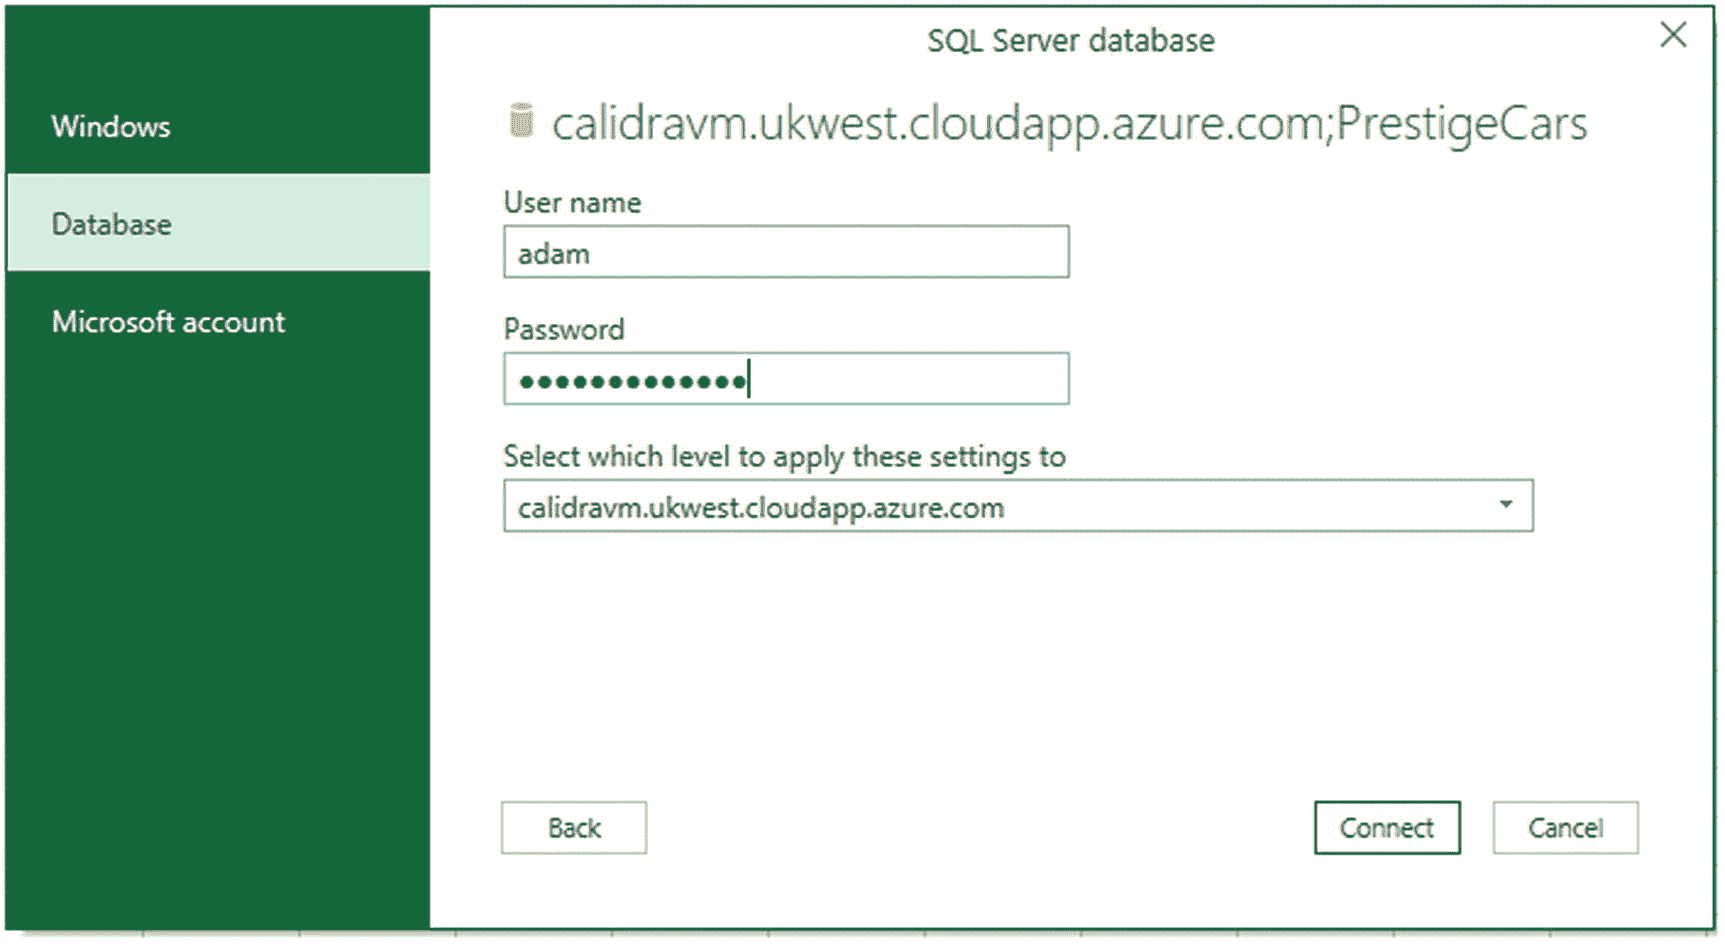 SQL Server database
Windows
Database
Microsoft account
calidravm.ukwest.cloudapp.azure.com;PrestigeCars
User name
adam
Password
●●●●●●●●●●●●●
Select which level to apply these settings to
calidravm.ukwest.cloudapp.azure.com
Back
Connect
Cancel